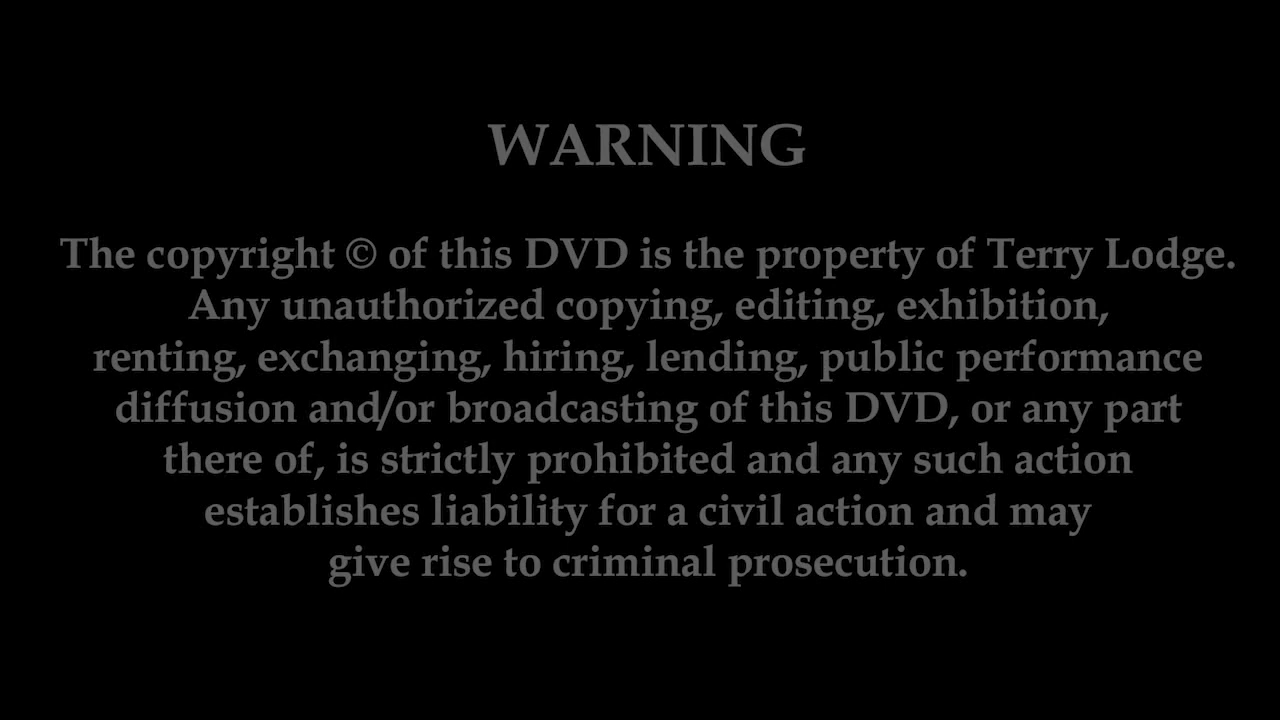 WARNING
The copyright © of this DVD is the property of Terry Lodge.
Any unauthorized copying, editing, exhibition,
renting, exchanging, hiring, lending, public performance
diffusion and/or broadcasting of this DVD, or any part
there of, is strictly prohibited and any such action
establishes liability for a civil action and may
give rise to criminal prosecution.